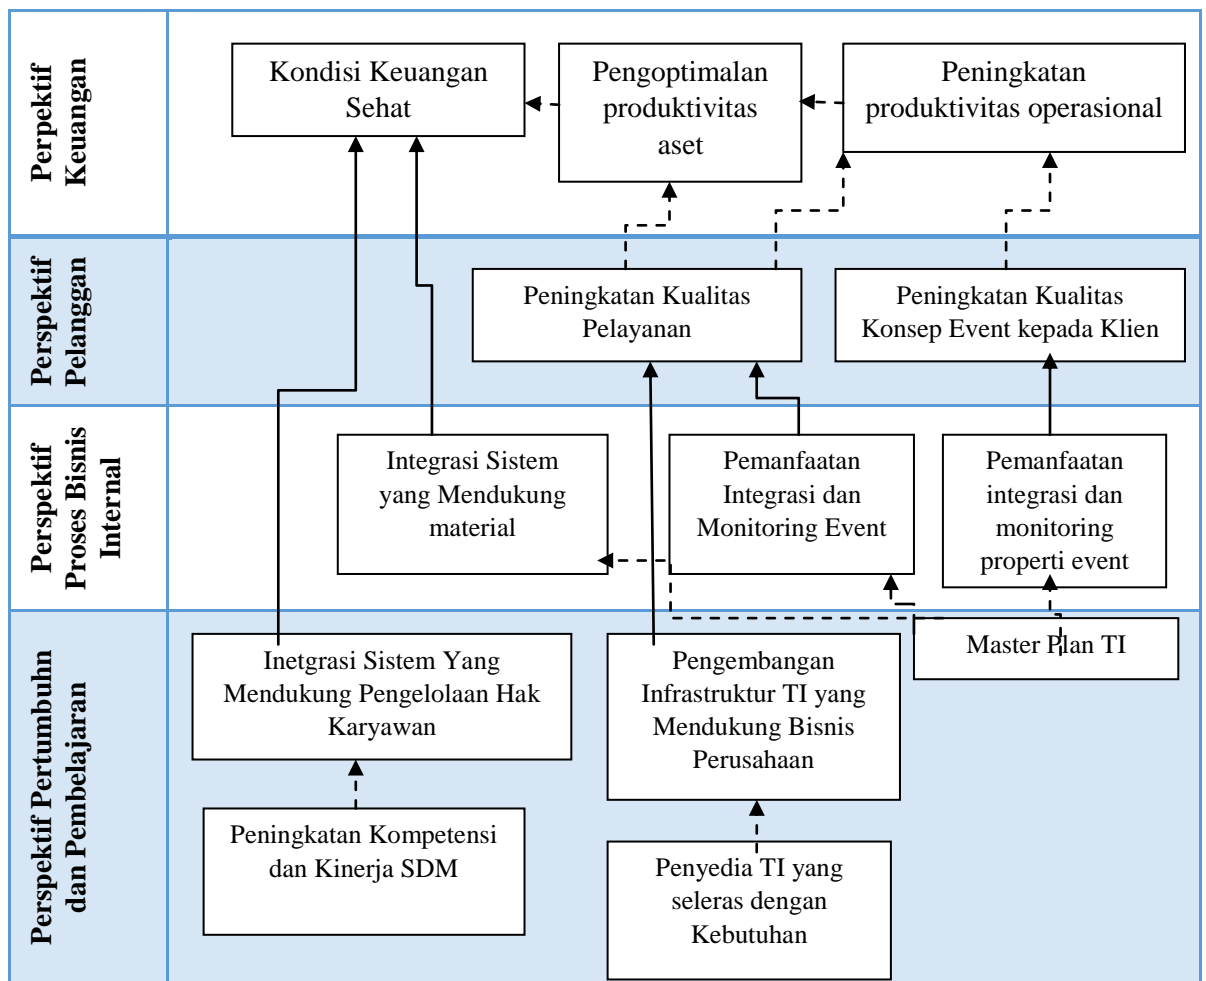 Perpektif
Keuangan
Kondisi Keuangan
Sehat
Pengoptimalan
produktivitas
aset
Peningkatan
produktivitas operasional
Perspektif
Pelanggan
Peningkatan Kualitas
Pelayanan
Peningkatan Kualitas
Konsep Event kepada Klien
Perspektif
Proses Bisnis
Internal
Integrasi Sistem
yang Mendukung
material
Pemanfaatan
Integrasi dan
Monitoring Event
Pemanfaatan
integrasi dan
monitoring
properti event
Perspektif Pertumbuhn
dan Pembelajaran
Inetgrasi Sistem Yang
Mendukung Pengelolaan Hak
Karyawan
Pengembangan
Infrastruktur TI yang
Mendukung Bisnis
Perusahaan
Master Plan TI
Peningkatan Kompetensi
dan Kinerja SDM
Penyedia TI yang
seleras dengan
Kebutuhan